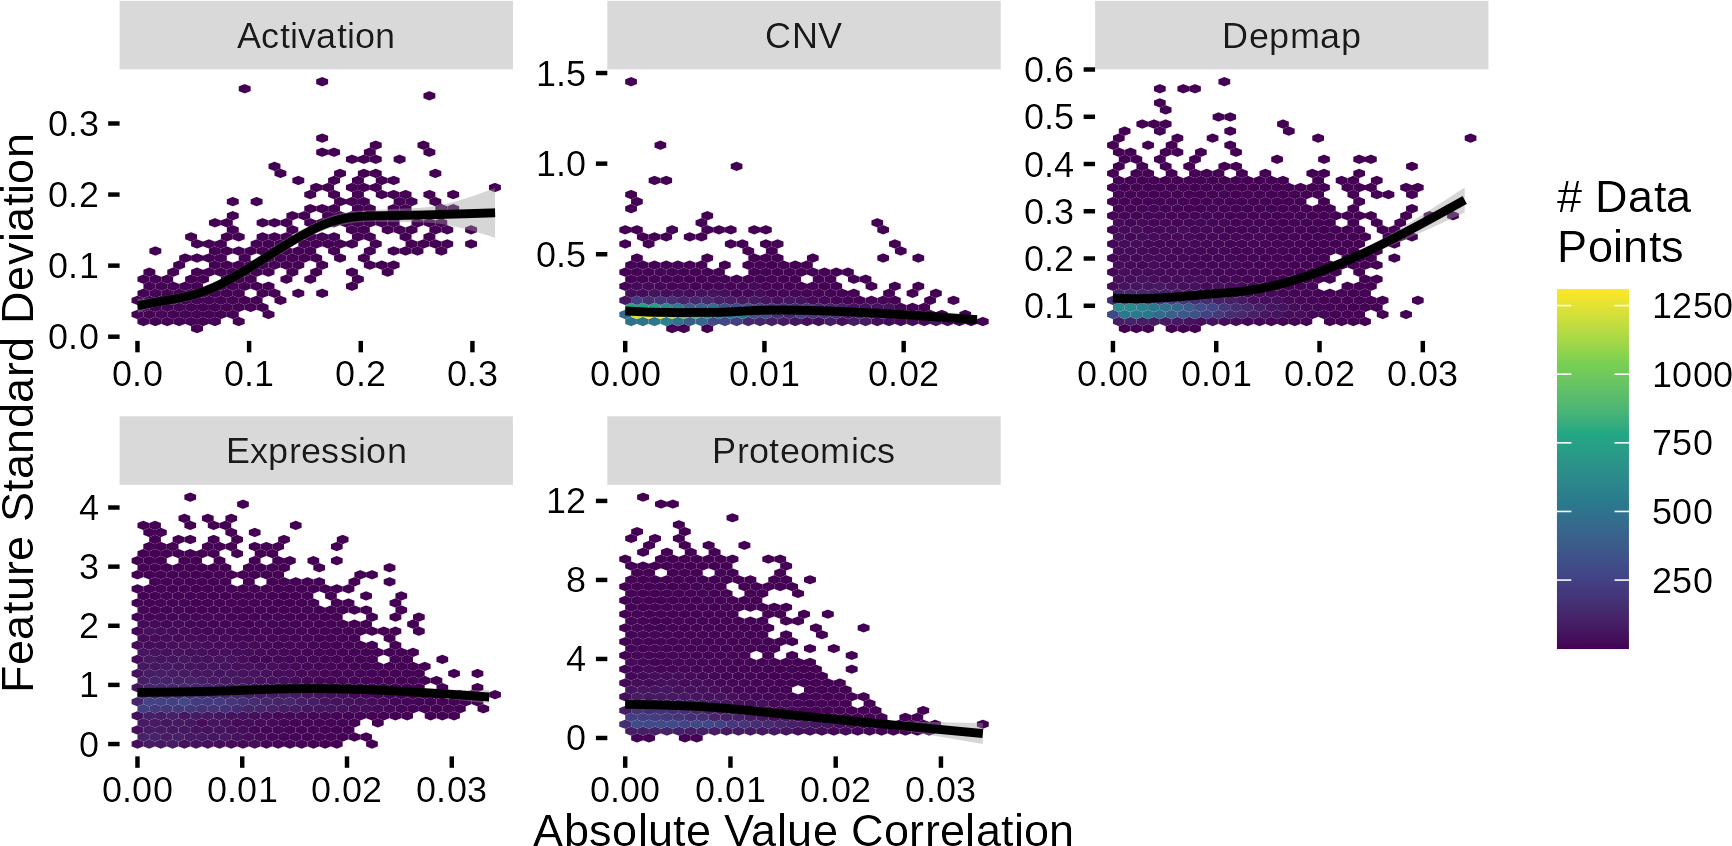 Activation
CNV
Depmap
0.3
0.2
0.1
0.0
0.0 0.1 0.2 0.3
1.5
1.0
0.5
0.00 0.01 0.02
0.6
0.5
0.4
0.3
0.2
0.1
0.00 0.01 0.02 0.03
Expression
Proteomics
4
3
2
1
0
0.00 0.01 0.02 0.03
12
8
4
0
0.00 0.01 0.02 0.03
Feature Standard Deviation
Absolute Value Correlation
# Data
Points
1250
1000
750
500
250